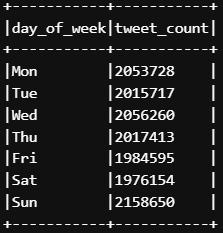 +-----------+-----------+
|day_of_week|tweet_count|
+-----------+-----------+
|Mon        |2053728    |
|Tue        |2015717    |
|Wed        |2056260    |
|Thu        |2017413    |
|Fri        |1984595    |
|Sat        |1976154    |
|Sun        |2158650    |
+-----------+-----------+